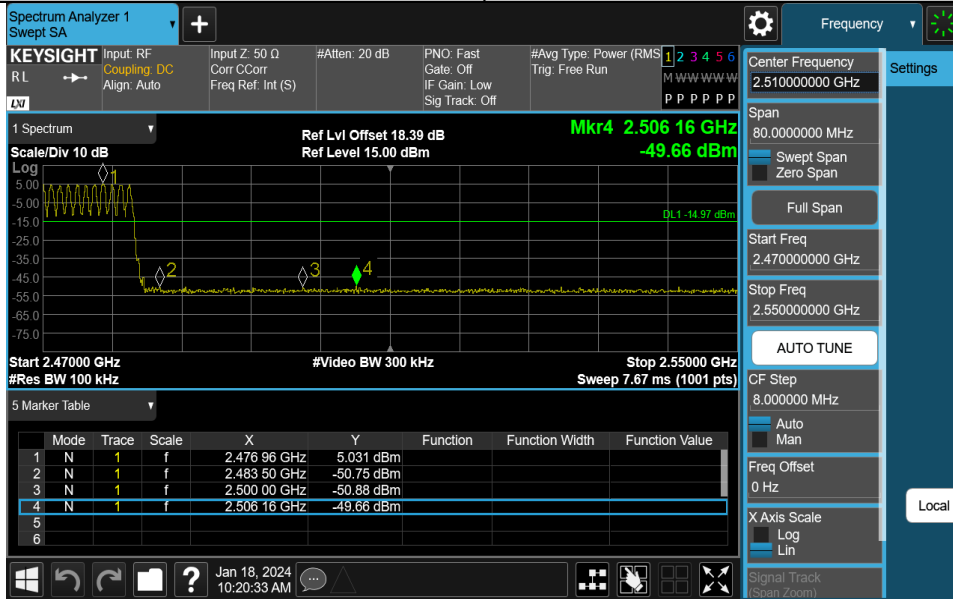 Spectrum Analyzer 1
Swept SA
Frequency
KEYSIGHT
RL
LXI
Input: RF
Coupling: DC
Align: Auto
Input Z: 50 Ω
Corr CCorr
Freq Ref: Int (S)
#Atten: 20 dB
PNO: Fast
Gate: Off
IF Gain: Low
Sig Track: Off
#Avg Type: Power (RMS
Trig: Free Run
1 2 3 4 5 6
M W W W W W
P P P P P P
1 Spectrum
Scale/Div 10 dB
Ref Lvl Offset 18.39 dB
Ref Level 15.00 dBm
Mkr4 2.506 16 GHz
-49.66 dBm
Log
5.00
-5.00
-15.0
-25.0
-35.0
-45.0
-55.0
-65.0
-75.0
1
2
3
4
DL1 -14.97 dBm
Start 2.47000 GHz
#Res BW 100 kHz
#Video BW 300 kHz
Stop 2.55000 GHz
Sweep 7.67 ms (1001 pts)
5 Marker Table
Mode Trace Scale X Y Function Function Width Function Value
1 N 1 f 2.476 96 GHz 5.031 dBm
2 N 1 f 2.483 50 GHz -50.75 dBm
3 N 1 f 2.500 00 GHz -50.88 dBm
4 N 1 f 2.506 16 GHz -49.66 dBm
5
6
Jan 18, 2024
10:20:33 AM
Center Frequency
2.510000000 GHz
Settings
Span
80.0000000 MHz
Swept Span
Zero Span
Full Span
Start Freq
2.470000000 GHz
Stop Freq
2.550000000 GHz
AUTO TUNE
CF Step
8.000000 MHz
Auto
Man
Freq Offset
0 Hz
Local
X Axis Scale
Log
Lin
Signal Track
(Span Zoom)